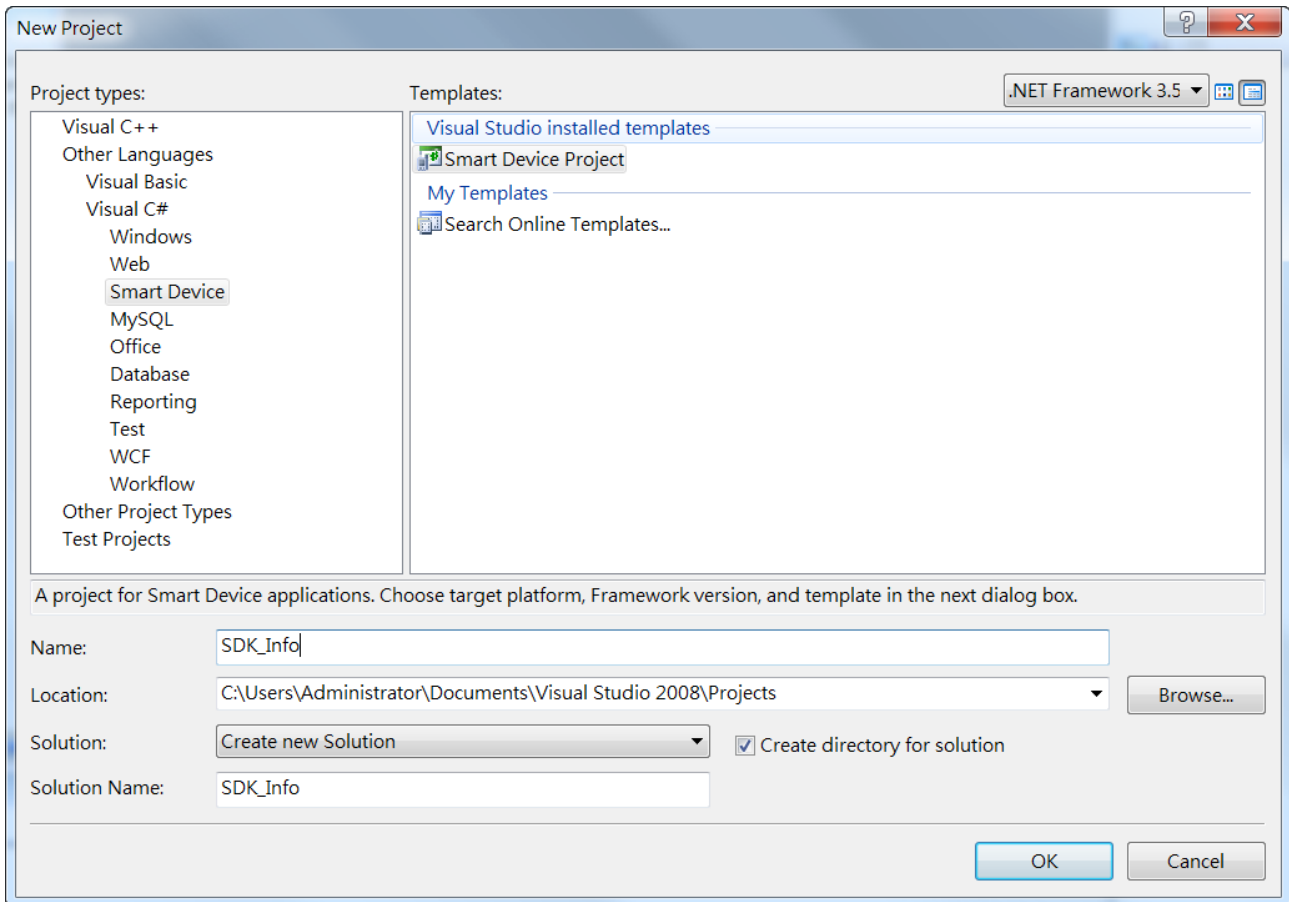 New Project
Project types:
Templates:
.NET Framework 3.5
Visual C++
Other Languages
Visual Basic
Visual C#
Windows
Web
Smart Device
MySQL
Office
Database
Reporting
Test
WCF
Workflow
Other Project Types
Test Projects
Visual Studio installed templates
Smart Device Project
My Templates
Search Online Templates...
A project for Smart Device applications. Choose target platform, Framework version, and template in the next dialog box.
Name:
SDK_Info
Location:
C:\Users\Administrator\Documents\Visual Studio 2008\Projects
Browse...
Solution:
Create new Solution
Create directory for solution
Solution Name:
SDK_Info
OK
Cancel